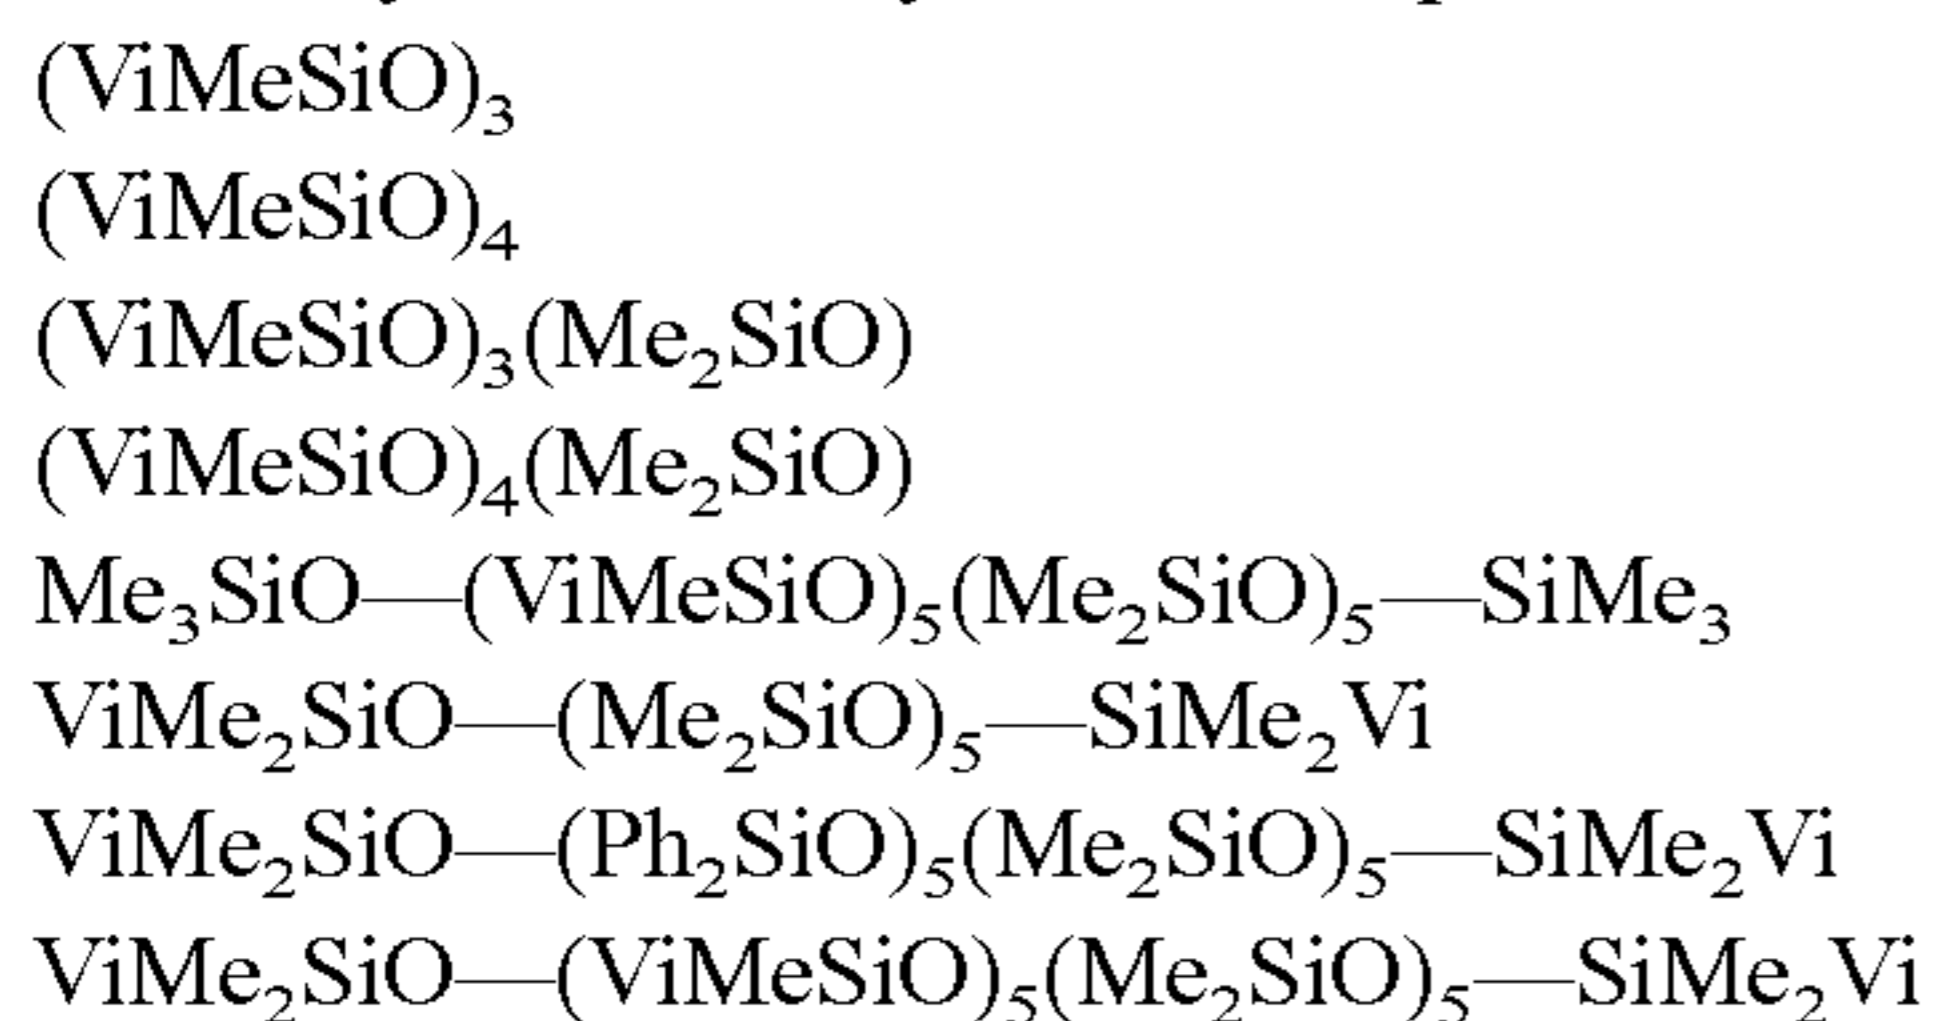 (ViMeSiO)₃
(ViMeSiO)₄
(ViMeSiO)₃(Me₂SiO)
(ViMeSiO)₄(Me₂SiO)
Me₃SiO—(ViMeSiO)₅(Me₂SiO)₅—SiMe₃
ViMe₂SiO—(Me₂SiO)₅—SiMe₂Vi
ViMe₂SiO—(Ph₂SiO)₅(Me₂SiO)₅—SiMe₂Vi
ViMe₂SiO—(ViMeSiO)₅(Me₂SiO)₅—SiMe₂Vi